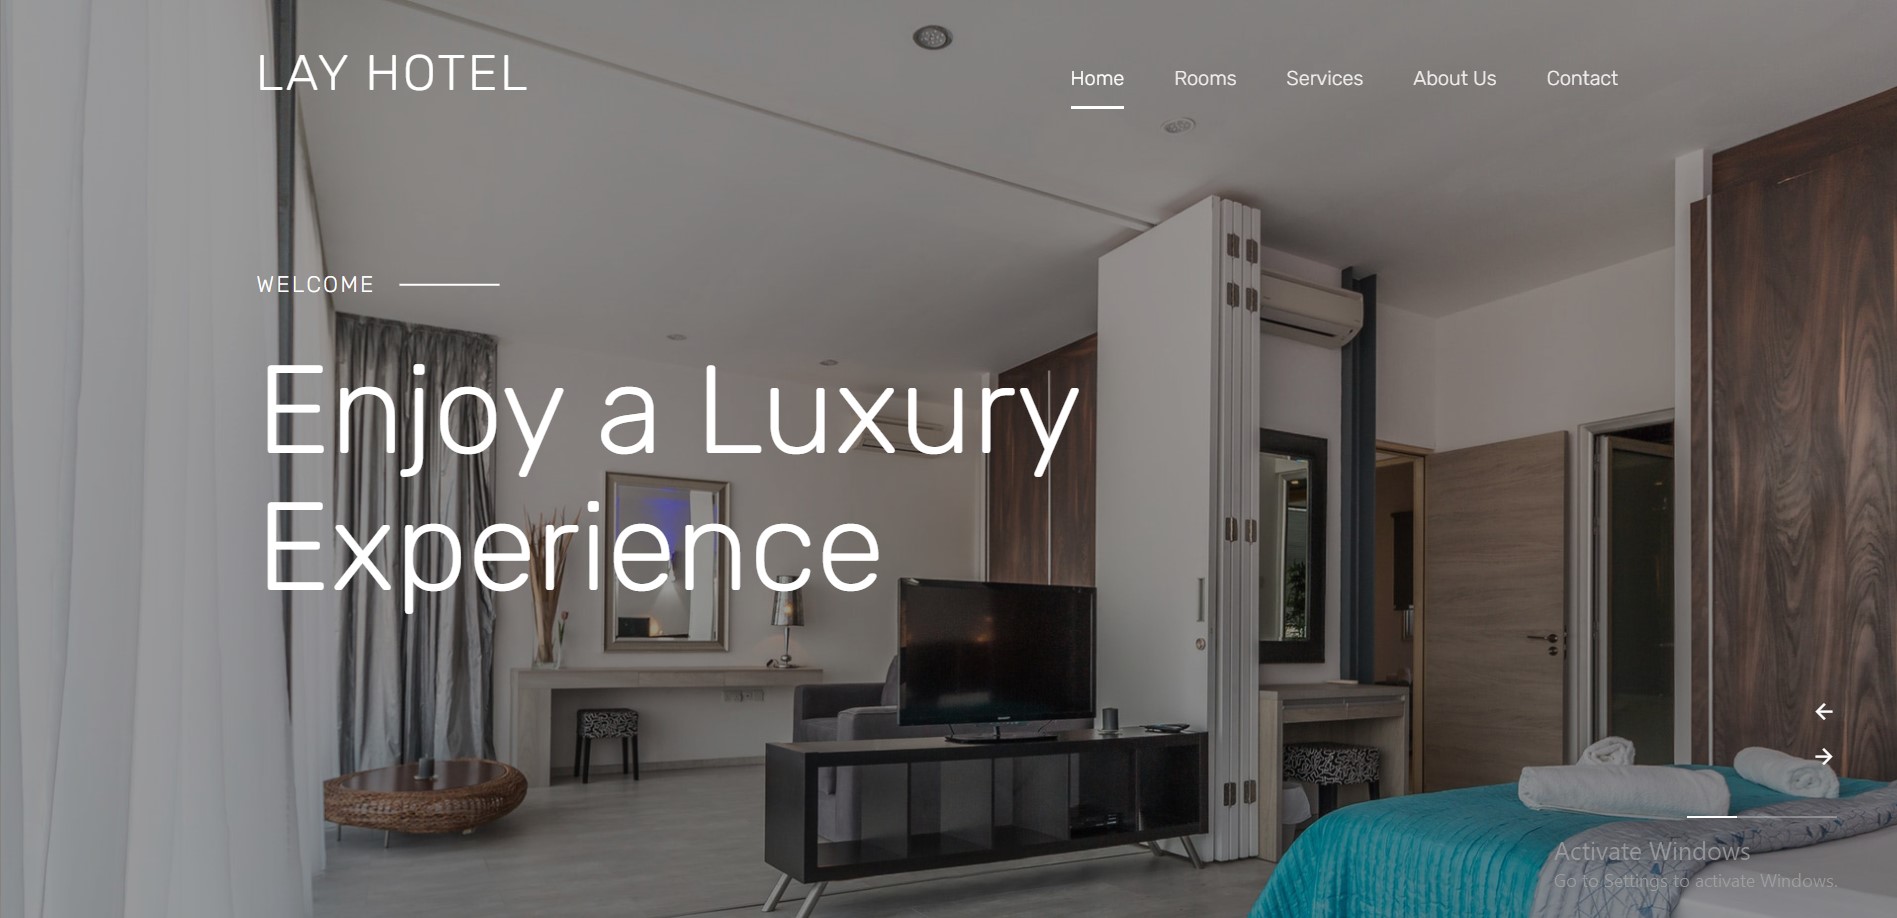 LAY HOTEL
Home Rooms Services About Us Contact
WELCOME
Enjoy a Luxury
Experience
Activate Windows
Go to Settings to activate Windows.